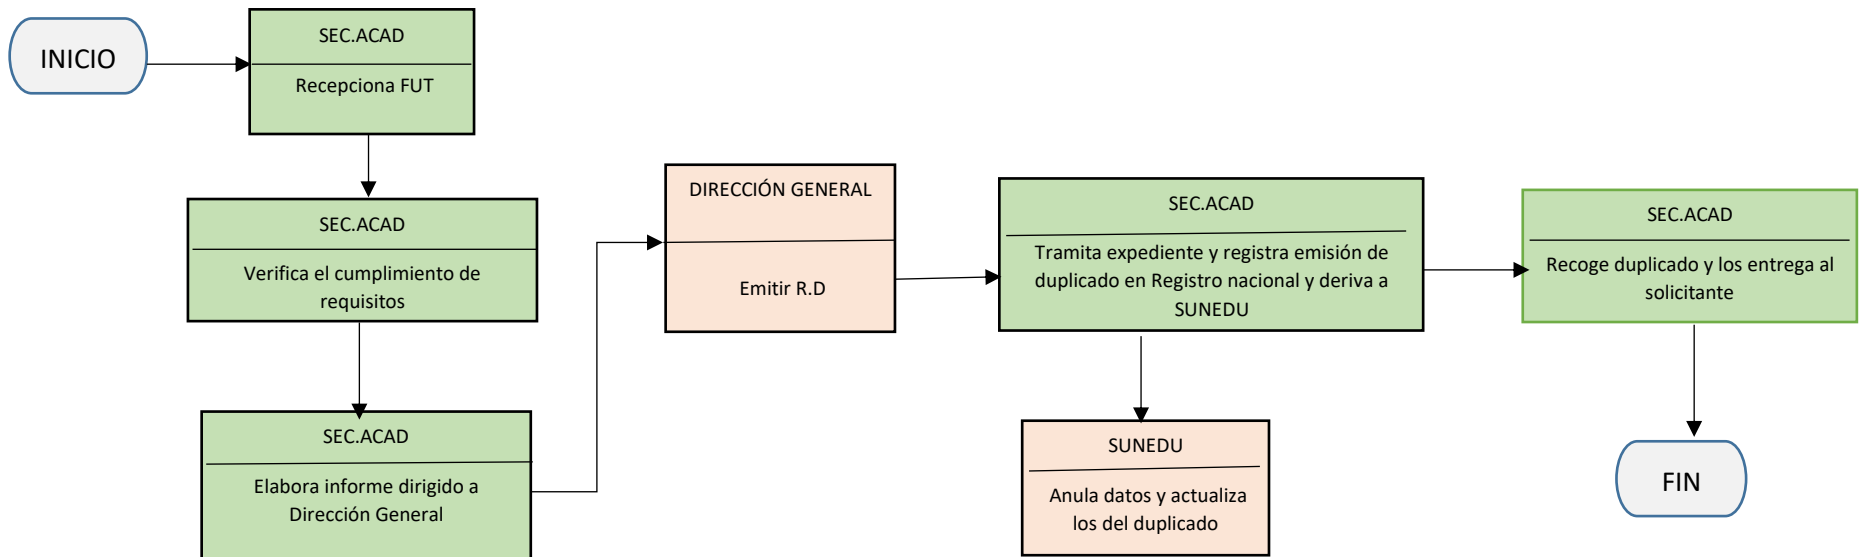 INICIO
SEC.ACAD
Recepciona FUT
SEC.ACAD
Verifica el cumplimiento de
requisitos
SEC.ACAD
Elabora informe dirigido a
Dirección General
DIRECCIÓN GENERAL
Emitir R.D
SEC.ACAD
Tramita expediente y registra emisión de
duplicado en Registro nacional y deriva a
SUNEDU
SUNEDU
Anula datos y actualiza
los del duplicado
SEC.ACAD
Recoge duplicado y los entrega al
solicitante
FIN